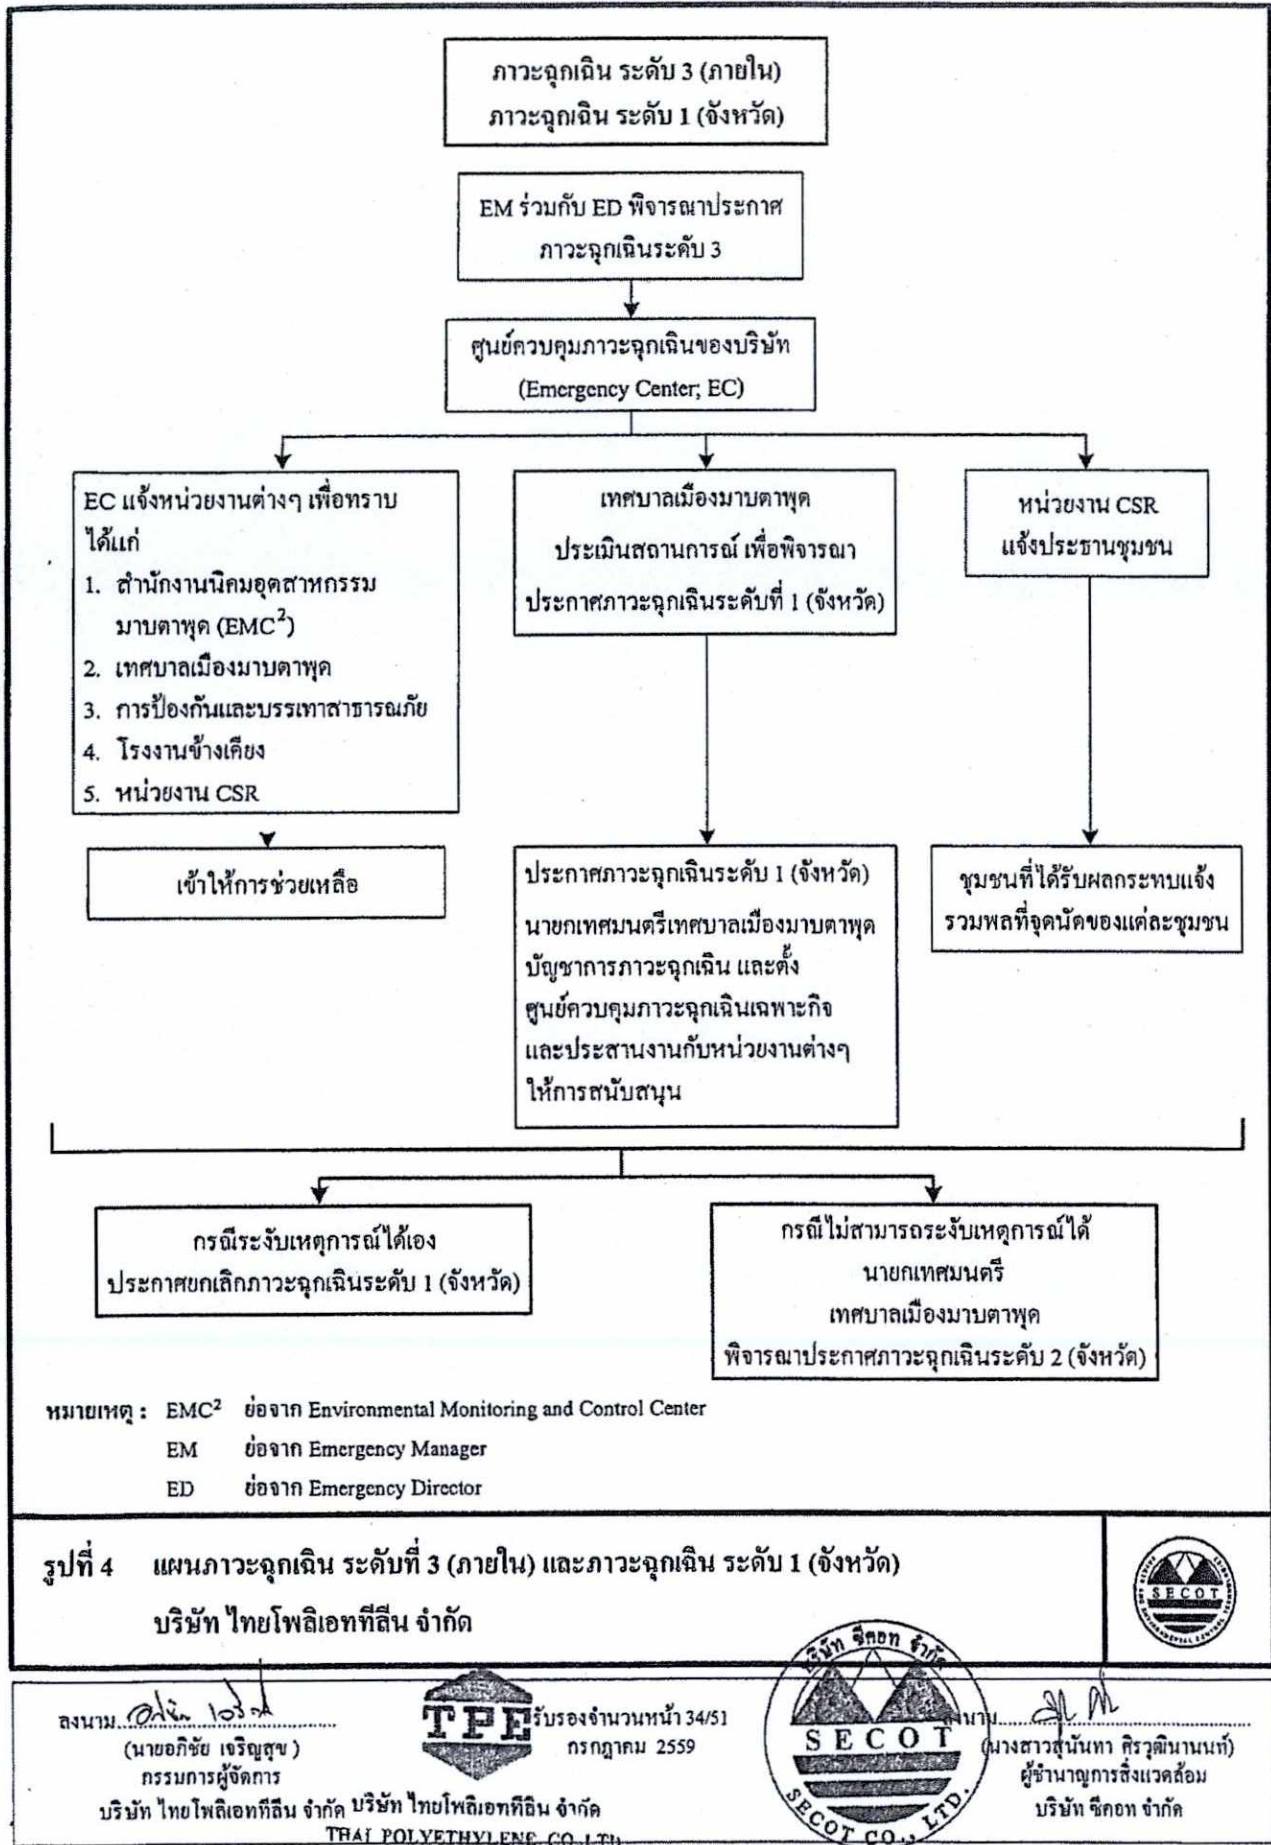 ภาวะฉุกเฉิน ระดับ 3 (ภายใน)
ภาวะฉุกเฉิน ระดับ 1 (จังหวัด)
EM ร่วมกับ ED พิจารณาประกาศ
ภาวะฉุกเฉินระดับ 3
ศูนย์ควบคุมภาวะฉุกเฉินของบริษัท
(Emergency Center; EC)
EC แจ้งหน่วยงานต่างๆ เพื่อทราบ
ได้แก่
1. สำนักงานนิคมอุตสาหกรรม
มาบตาพุด (EMC²)
2. เทศบาลเมืองมาบตาพุด
3. การป้องกันและบรรเทาสาธารณภัย
4. โรงงานข้างเคียง
5. หน่วยงาน CSR
เข้าให้การช่วยเหลือ
เทศบาลเมืองมาบตาพุด
ประเมินสถานการณ์ เพื่อพิจารณา
ประกาศภาวะฉุกเฉินระดับที่ 1 (จังหวัด)
ประกาศภาวะฉุกเฉินระดับ 1 (จังหวัด)
นายกเทศมนตรีเทศบาลเมืองมาบตาพุด
บัญชาการภาวะฉุกเฉิน และตั้ง
ศูนย์ควบคุมภาวะฉุกเฉินเฉพาะกิจ
และประสานงานกับหน่วยงานต่างๆ
ให้การสนับสนุน
หน่วยงาน CSR
แจ้งประธานชุมชน
ชุมชนที่ได้รับผลกระทบแจ้ง
รวมพลที่จุดนัดของแต่ละชุมชน
กรณีระงับเหตุการณ์ได้เอง
ประกาศยกเลิกภาวะฉุกเฉินระดับ 1 (จังหวัด)
กรณีไม่สามารถระงับเหตุการณ์ได้
นายกเทศมนตรี
เทศบาลเมืองมาบตาพุด
พิจารณาประกาศภาวะฉุกเฉินระดับ 2 (จังหวัด)
หมายเหตุ : EMC² ย่อจาก Environmental Monitoring and Control Center
EM ย่อจาก Emergency Manager
ED ย่อจาก Emergency Director
รูปที่ 4 แผนภาวะฉุกเฉิน ระดับที่ 3 (ภายใน) และภาวะฉุกเฉิน ระดับ 1 (จังหวัด)
บริษัท ไทยโพลิเอททีลีน จำกัด
SECOT
ลงนาม
(นายอภิชัย เจริญสุข)
กรรมการผู้จัดการ
บริษัท ไทยโพลิเอททีลีน จำกัด
TPE
รับรองจำนวนหน้า 34/51
กรกฎาคม 2559
บริษัท ไทยโพลิเอททีลีน จำกัด
THAI POLYETHYLENE CO.,LTD.
บริษัท ซีคอท จำกัด
SECOT
SECOT CO., LTD.
ลงนาม
(นางสาวสุนันทา ศิรวุฒินานนท์)
ผู้ชำนาญการสิ่งแวดล้อม
บริษัท ซีคอท จำกัด